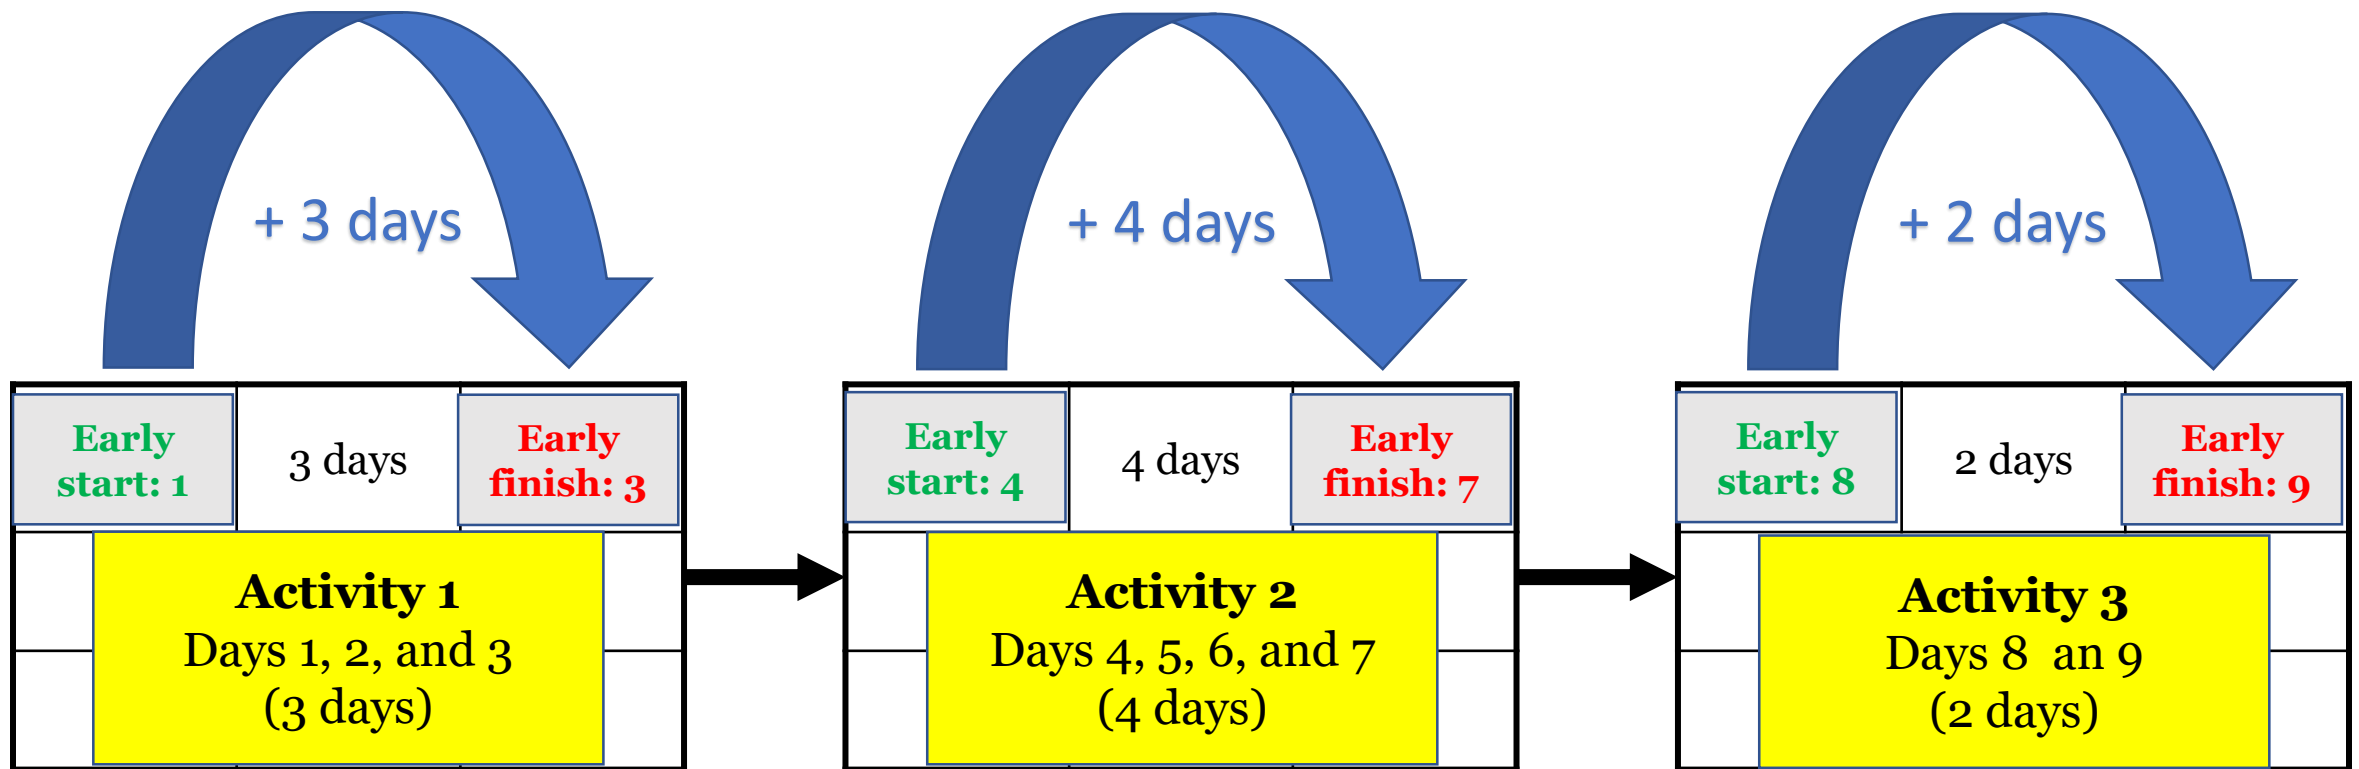 + 3 days
+ 4 days
+ 2 days
Early
start: 1
3 days
Early
finish: 3
Early
start: 4
4 days
Early
finish: 7
Early
start: 8
2 days
Early
finish: 9
Activity 1
Days 1, 2, and 3
(3 days)
Activity 2
Days 4, 5, 6, and 7
(4 days)
Activity 3
Days 8  an 9
(2 days)